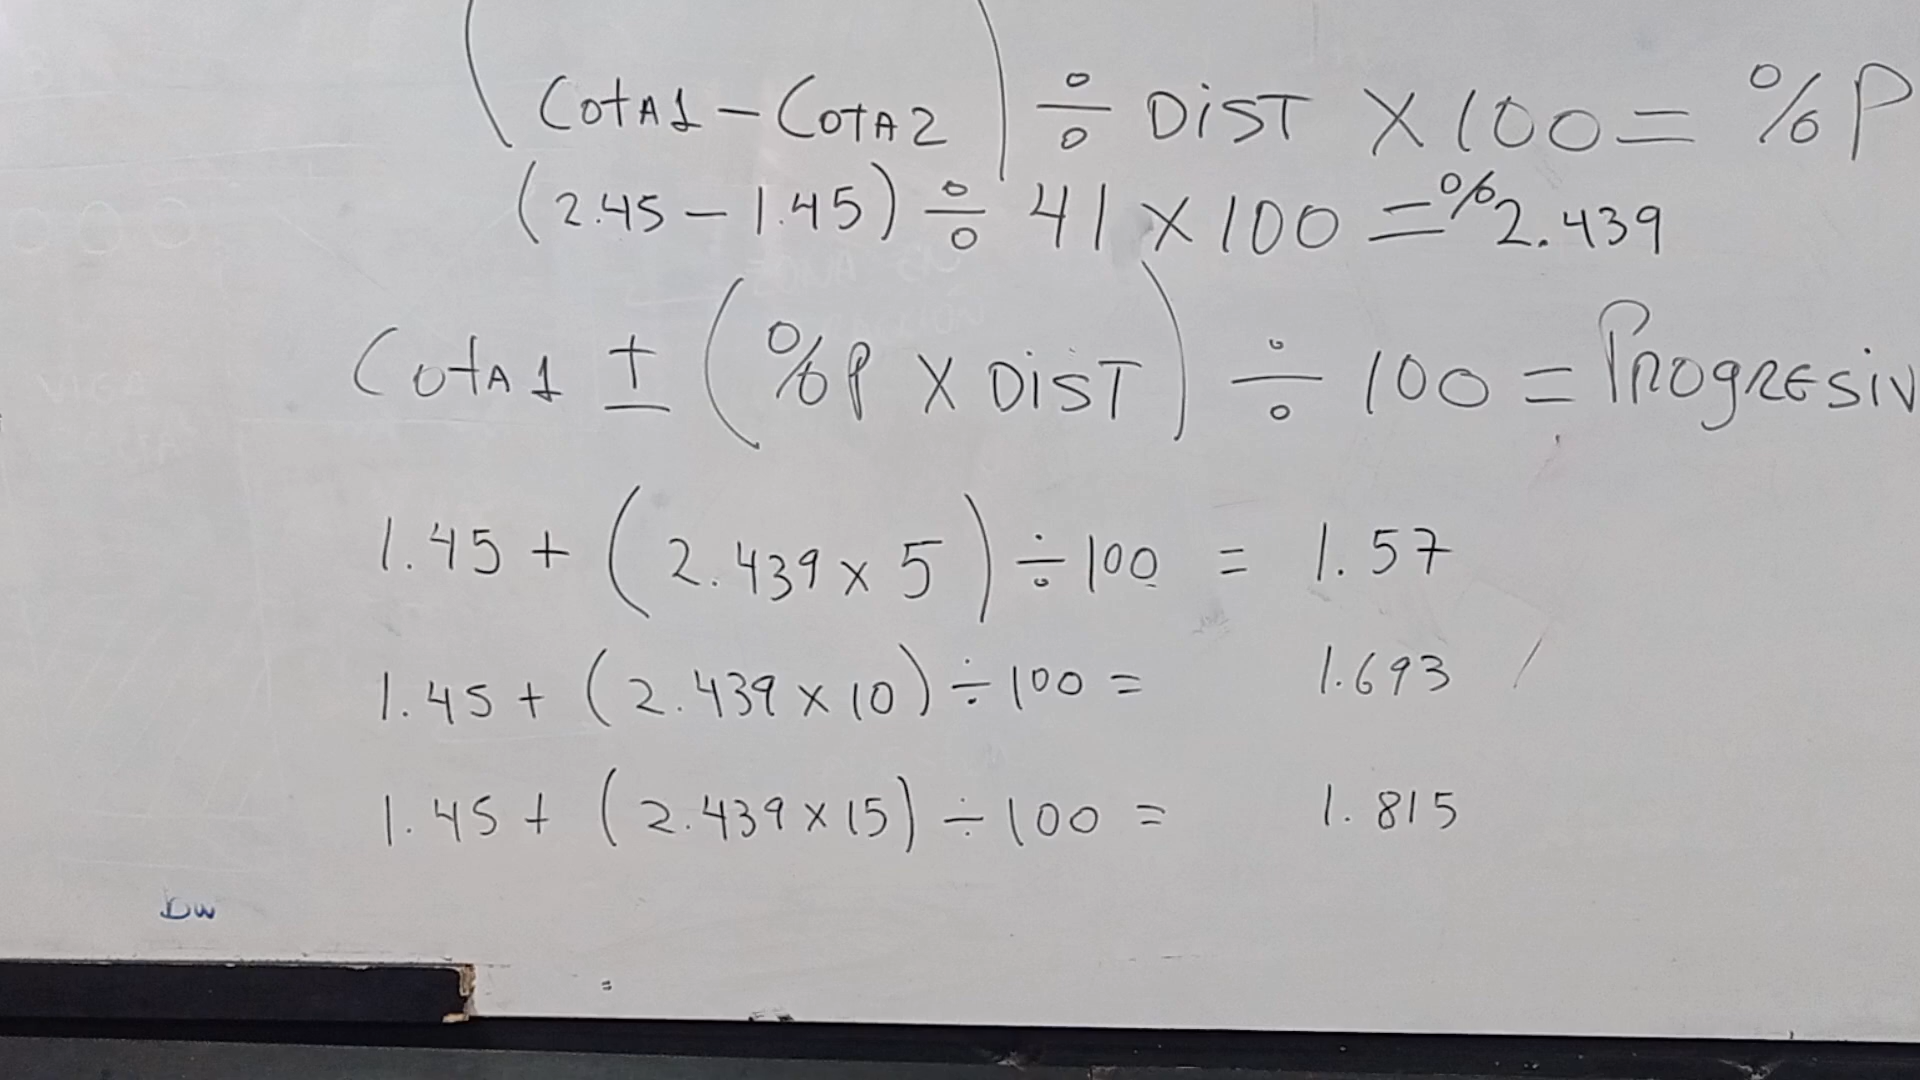 (CotA1 - CotA2) ÷ DiST X 100 = %P
(2.45 - 1.45) ÷ 41 X 100 = %2.439
CotA1 ± (%P X DiST) ÷ 100 = PROgRESiV
1.45 + (2.439 x 5) ÷ 100 = 1.57
1.45 + (2.439 x 10) ÷ 100 = 1.693
1.45 + (2.439 x 15) ÷ 100 = 1.815
DW